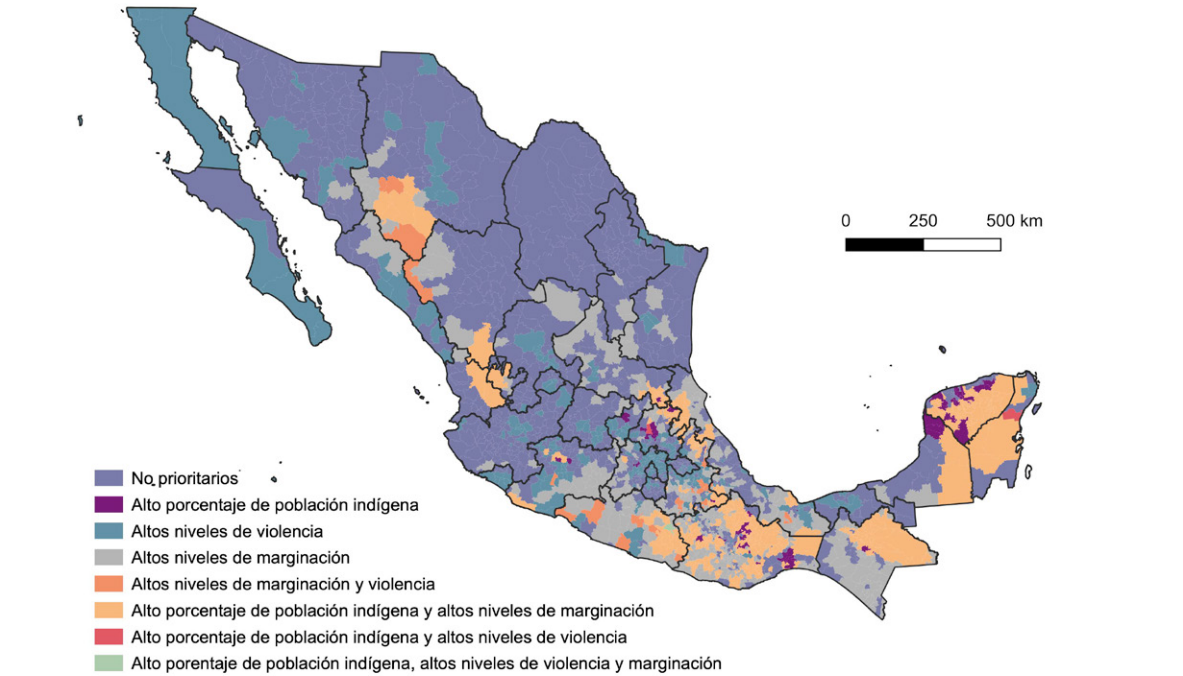 0 250 500 km
No prioritarios
Alto porcentaje de población indígena
Altos niveles de violencia
Altos niveles de marginación
Altos niveles de marginación y violencia
Alto porcentaje de población indígena y altos niveles de marginación
Alto porcentaje de población indígena y altos niveles de violencia
Alto porentaje de población indígena, altos niveles de violencia y marginación